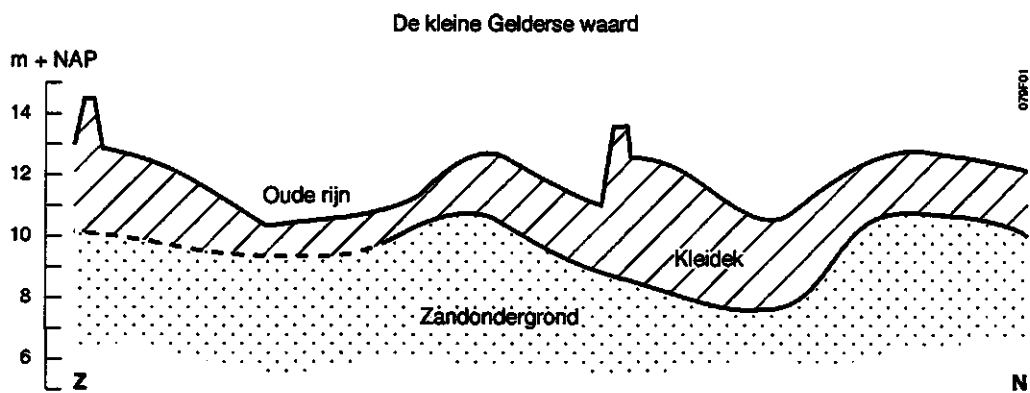 De kleine Gelderse waard
m + NAP
079F01
14
12
10
8
6
Oude rijn
Kleidek
Zandondergrond
Z
N